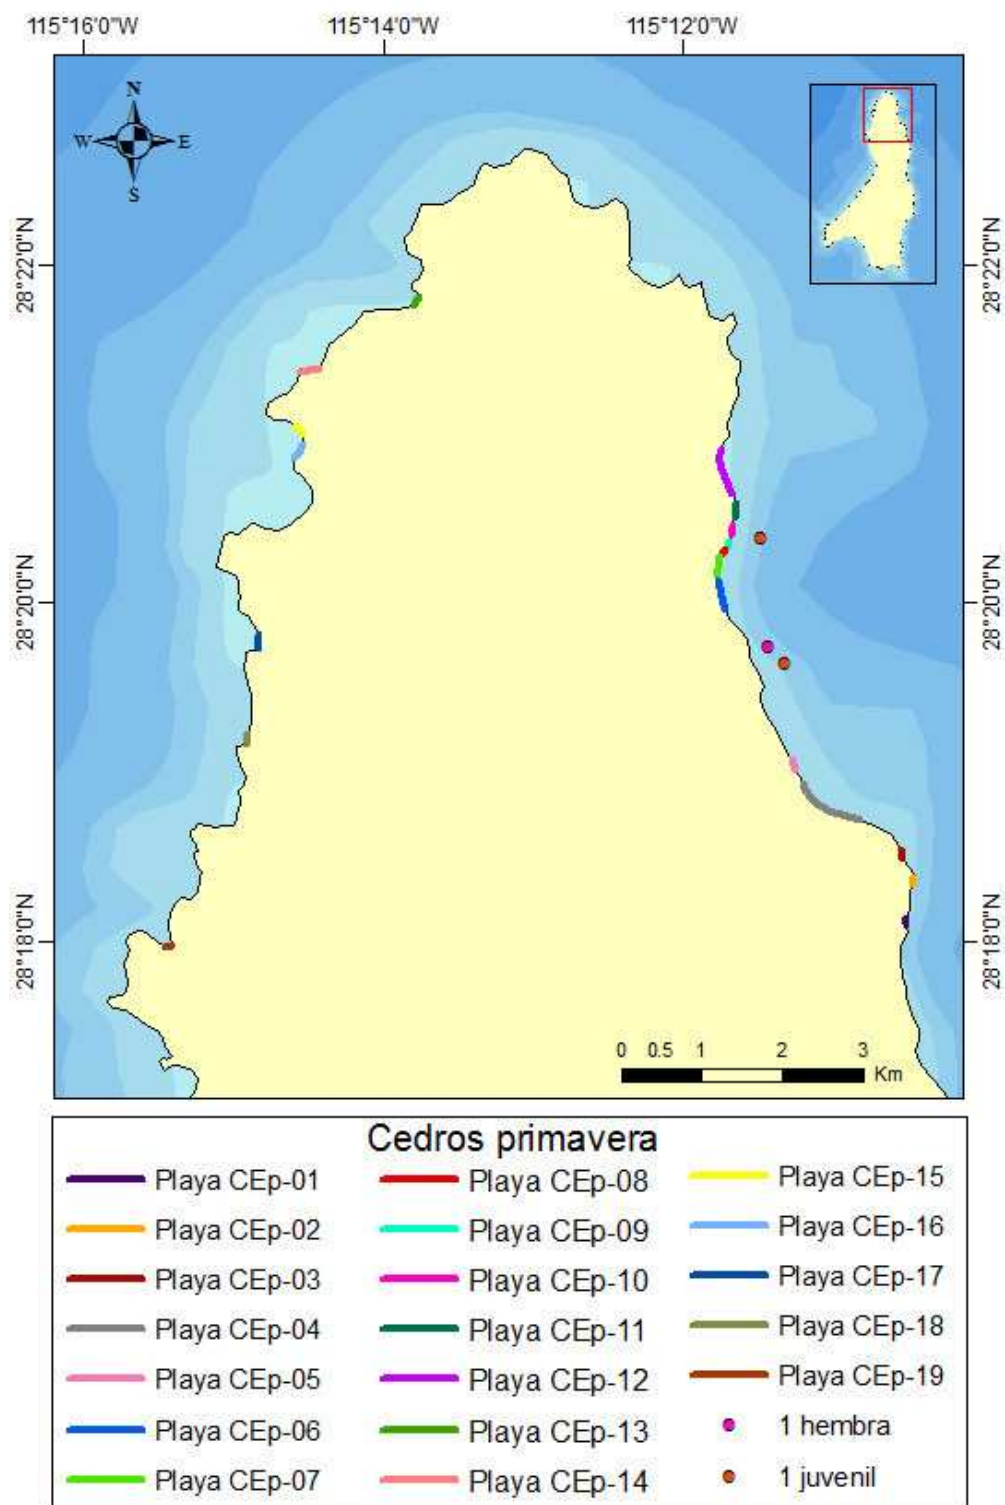 115°16'0"W 115°14'0"W 115°12'0"W
N
W E
S
28°22'0"N 28°22'0"N
28°20'0"N 28°20'0"N
28°18'0"N 28°18'0"N
0 0.5 1 2 3
Km
Cedros primavera
Playa CEp-01
Playa CEp-02
Playa CEp-03
Playa CEp-04
Playa CEp-05
Playa CEp-06
Playa CEp-07
Playa CEp-08
Playa CEp-09
Playa CEp-10
Playa CEp-11
Playa CEp-12
Playa CEp-13
Playa CEp-14
Playa CEp-15
Playa CEp-16
Playa CEp-17
Playa CEp-18
Playa CEp-19
1 hembra
1 juvenil